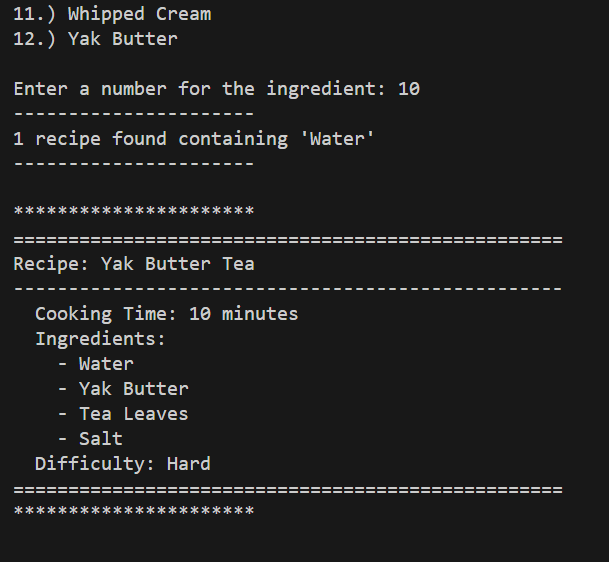 11.) Whipped Cream
12.) Yak Butter
Enter a number for the ingredient: 10
----------------------
1 recipe found containing 'Water'
----------------------
**********************
==================================================
Recipe: Yak Butter Tea
--------------------------------------------------
Cooking Time: 10 minutes
Ingredients:
- Water
- Yak Butter
- Tea Leaves
- Salt
Difficulty: Hard
==================================================
**********************